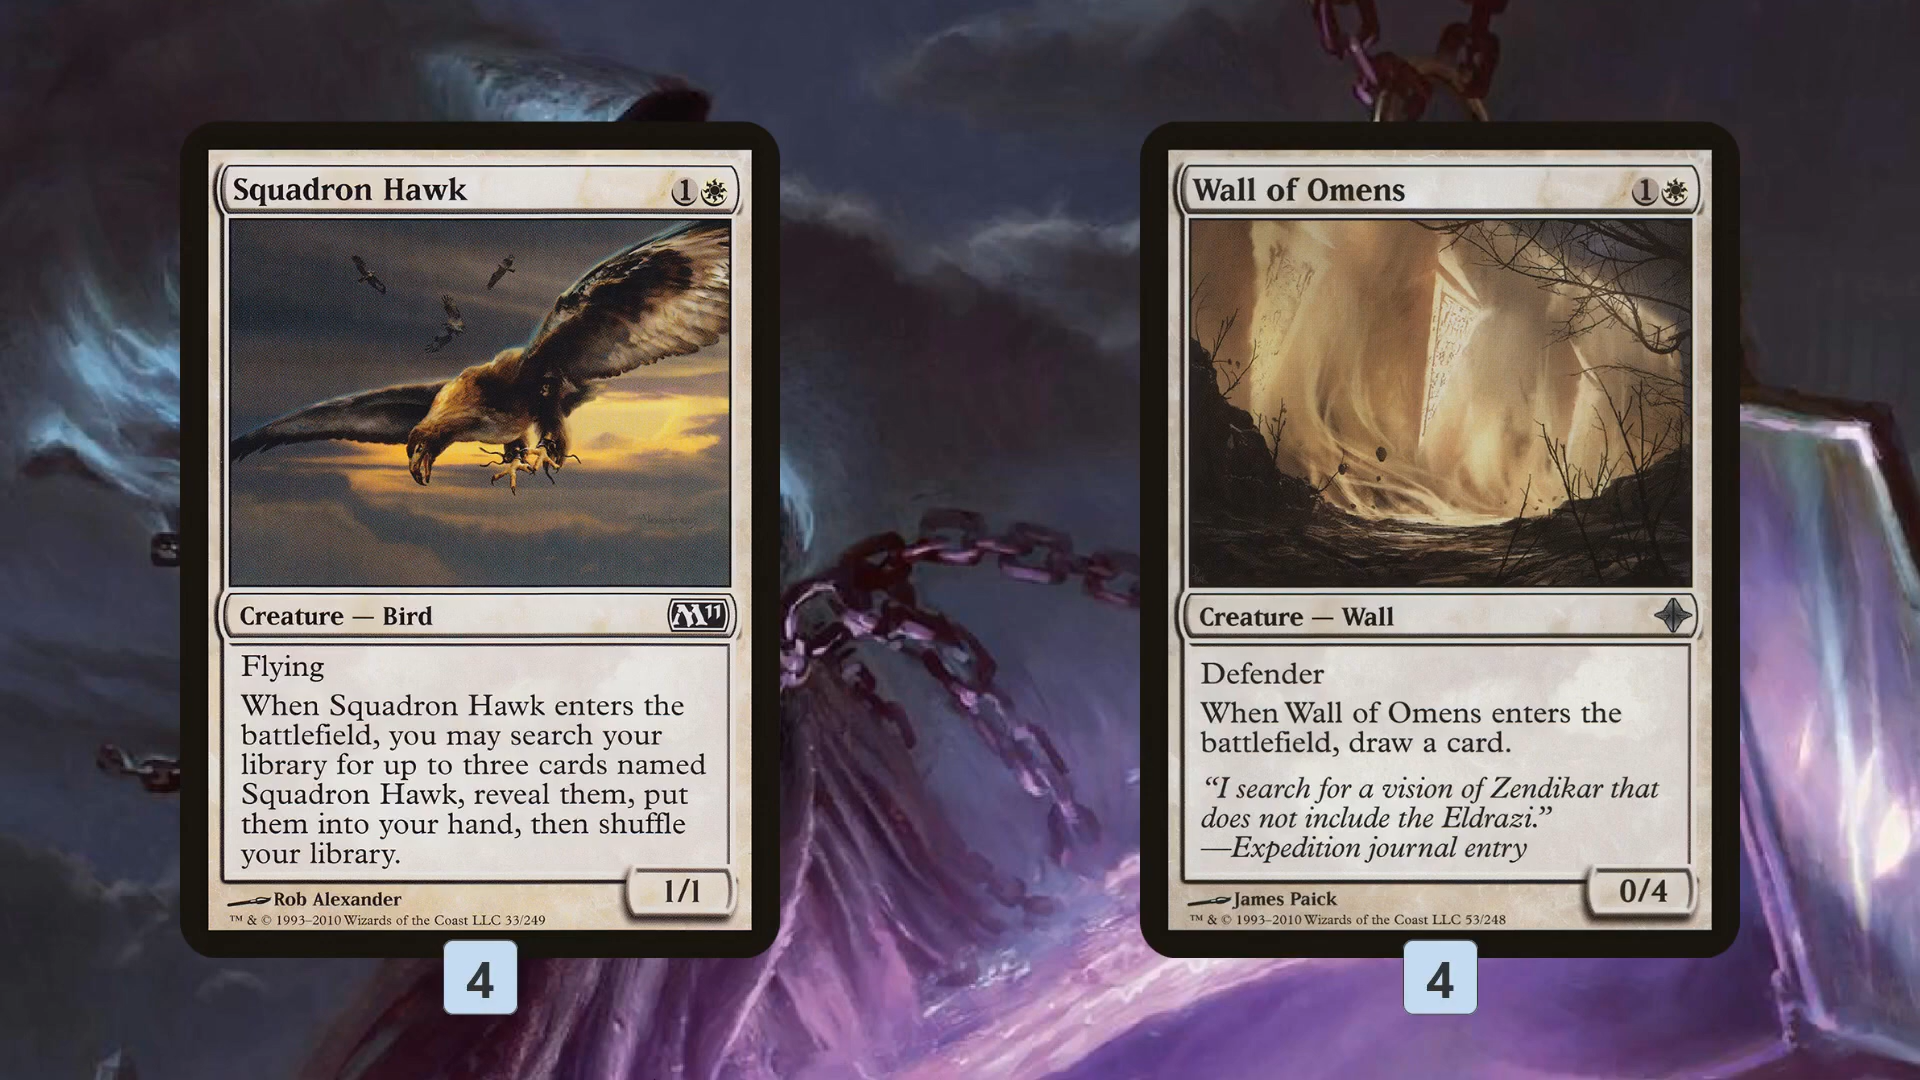 Squadron Hawk 1
Creature — Bird M11
Flying
When Squadron Hawk enters the
battlefield, you may search your
library for up to three cards named
Squadron Hawk, reveal them, put
them into your hand, then shuffle
your library.
1/1
Rob Alexander
™ & © 1993–2010 Wizards of the Coast LLC 33/249
4
Wall of Omens 1
Creature — Wall
Defender
When Wall of Omens enters the
battlefield, draw a card.
“I search for a vision of Zendikar that
does not include the Eldrazi.”
—Expedition journal entry
0/4
James Paick
™ & © 1993–2010 Wizards of the Coast LLC 53/248
4